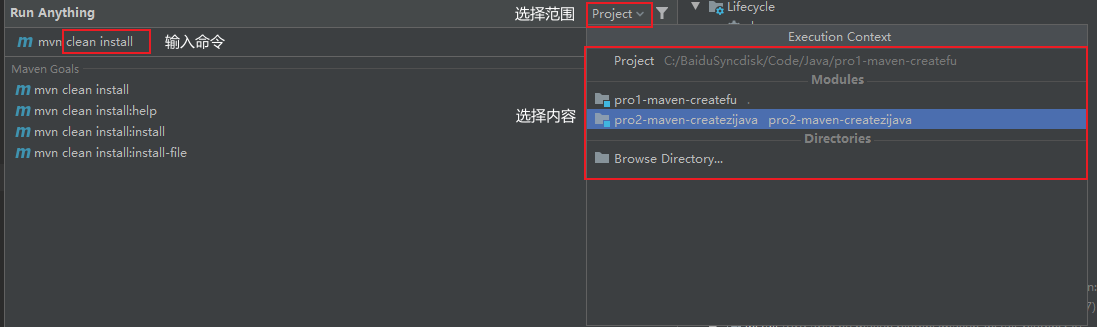 Run Anything
选择范围
Project
Lifecycle
mvn clean install
输入命令
Execution Context
Project C:/BaiduSyncdisk/Code/Java/pro1-maven-createfu
Maven Goals
Modules
mvn clean install
pro1-maven-createfu .
mvn clean install:help
选择内容
pro2-maven-createzijava pro2-maven-createzijava
mvn clean install:install
Directories
mvn clean install:install-file
Browse Directory...